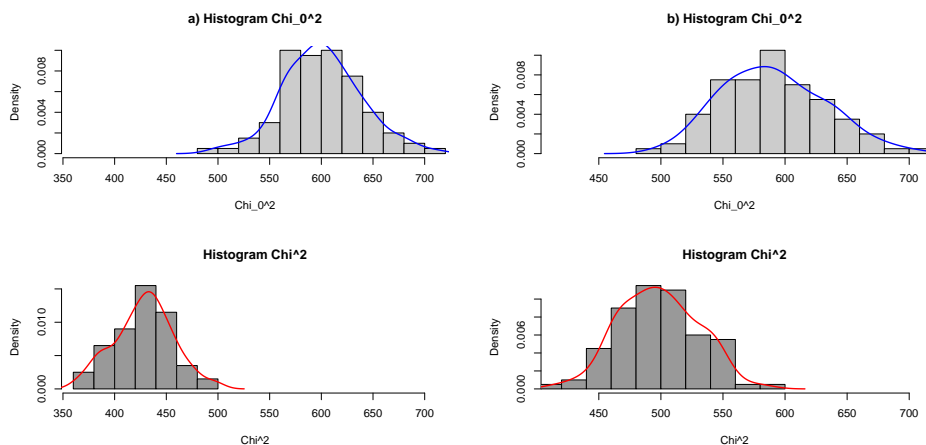 a) Histogram Chi_0^2
Density
0.000 0.004 0.008
350 400 450 500 550 600 650 700
Chi_0^2
b) Histogram Chi_0^2
Density
0.000 0.004 0.008
450 500 550 600 650 700
Chi_0^2
Histogram Chi^2
Density
0.000 0.010
350 400 450 500 550 600 650 700
Chi^2
Histogram Chi^2
Density
0.000 0.006
450 500 550 600 650 700
Chi^2